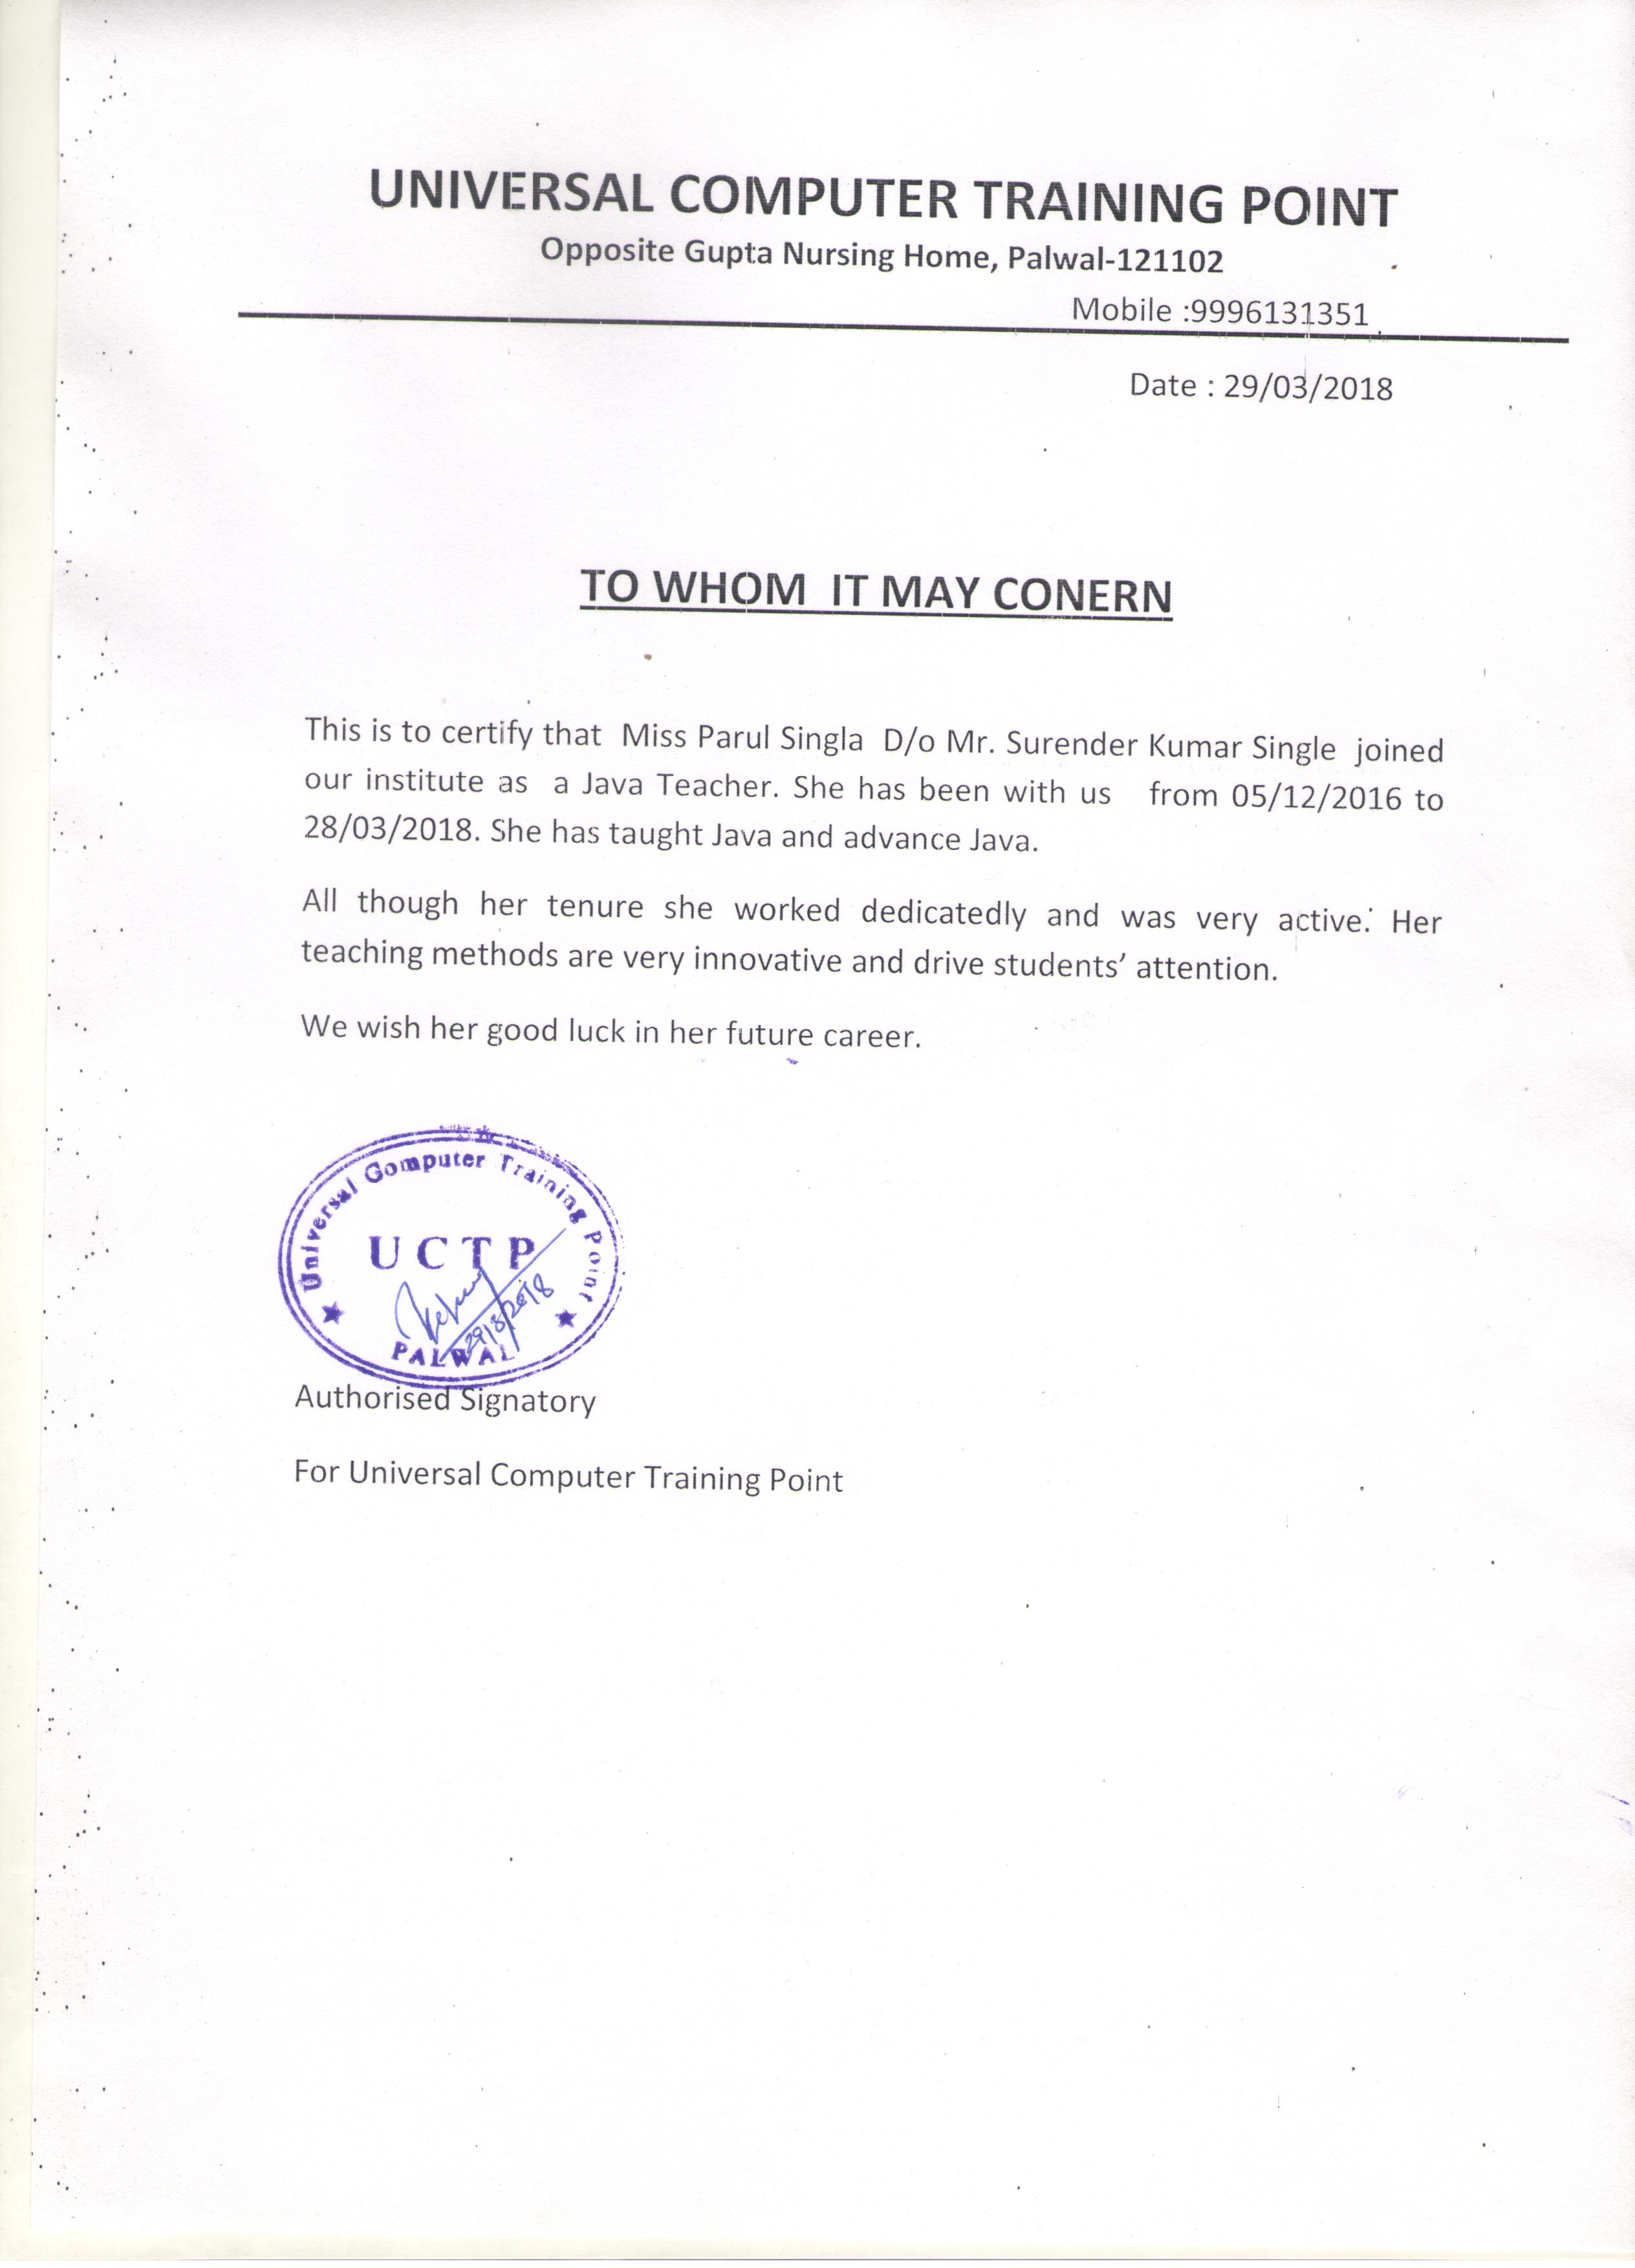 UNIVERSAL COMPUTER TRAINING POINT
Opposite Gupta Nursing Home, Palwal-121102
Mobile :9996131351
Date : 29/03/2018
TO WHOM IT MAY CONERN
This is to certify that Miss Parul Singla D/o Mr. Surender Kumar Single joined
our institute as a Java Teacher. She has been with us from 05/12/2016 to
28/03/2018. She has taught Java and advance Java.
All though her tenure she worked dedicatedly and was very active. Her
teaching methods are very innovative and drive students’ attention.
We wish her good luck in her future career.
Universal Computer Training Point
UCTP
PALWAL
Authorised Signatory
For Universal Computer Training Point